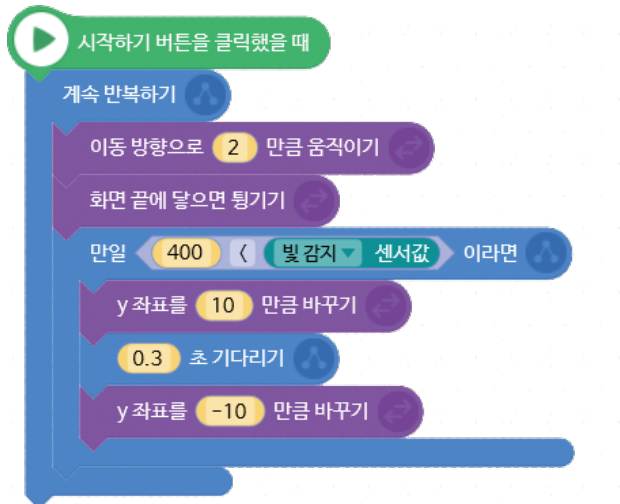 시작하기 버튼을 클릭했을 때
계속 반복하기
이동 방향으로 2 만큼 움직이기
화면 끝에 닿으면 튕기기
만일 400 < 빛 감지 센서값 이라면
y 좌표를 10 만큼 바꾸기
0.3 초 기다리기
y 좌표를 -10 만큼 바꾸기